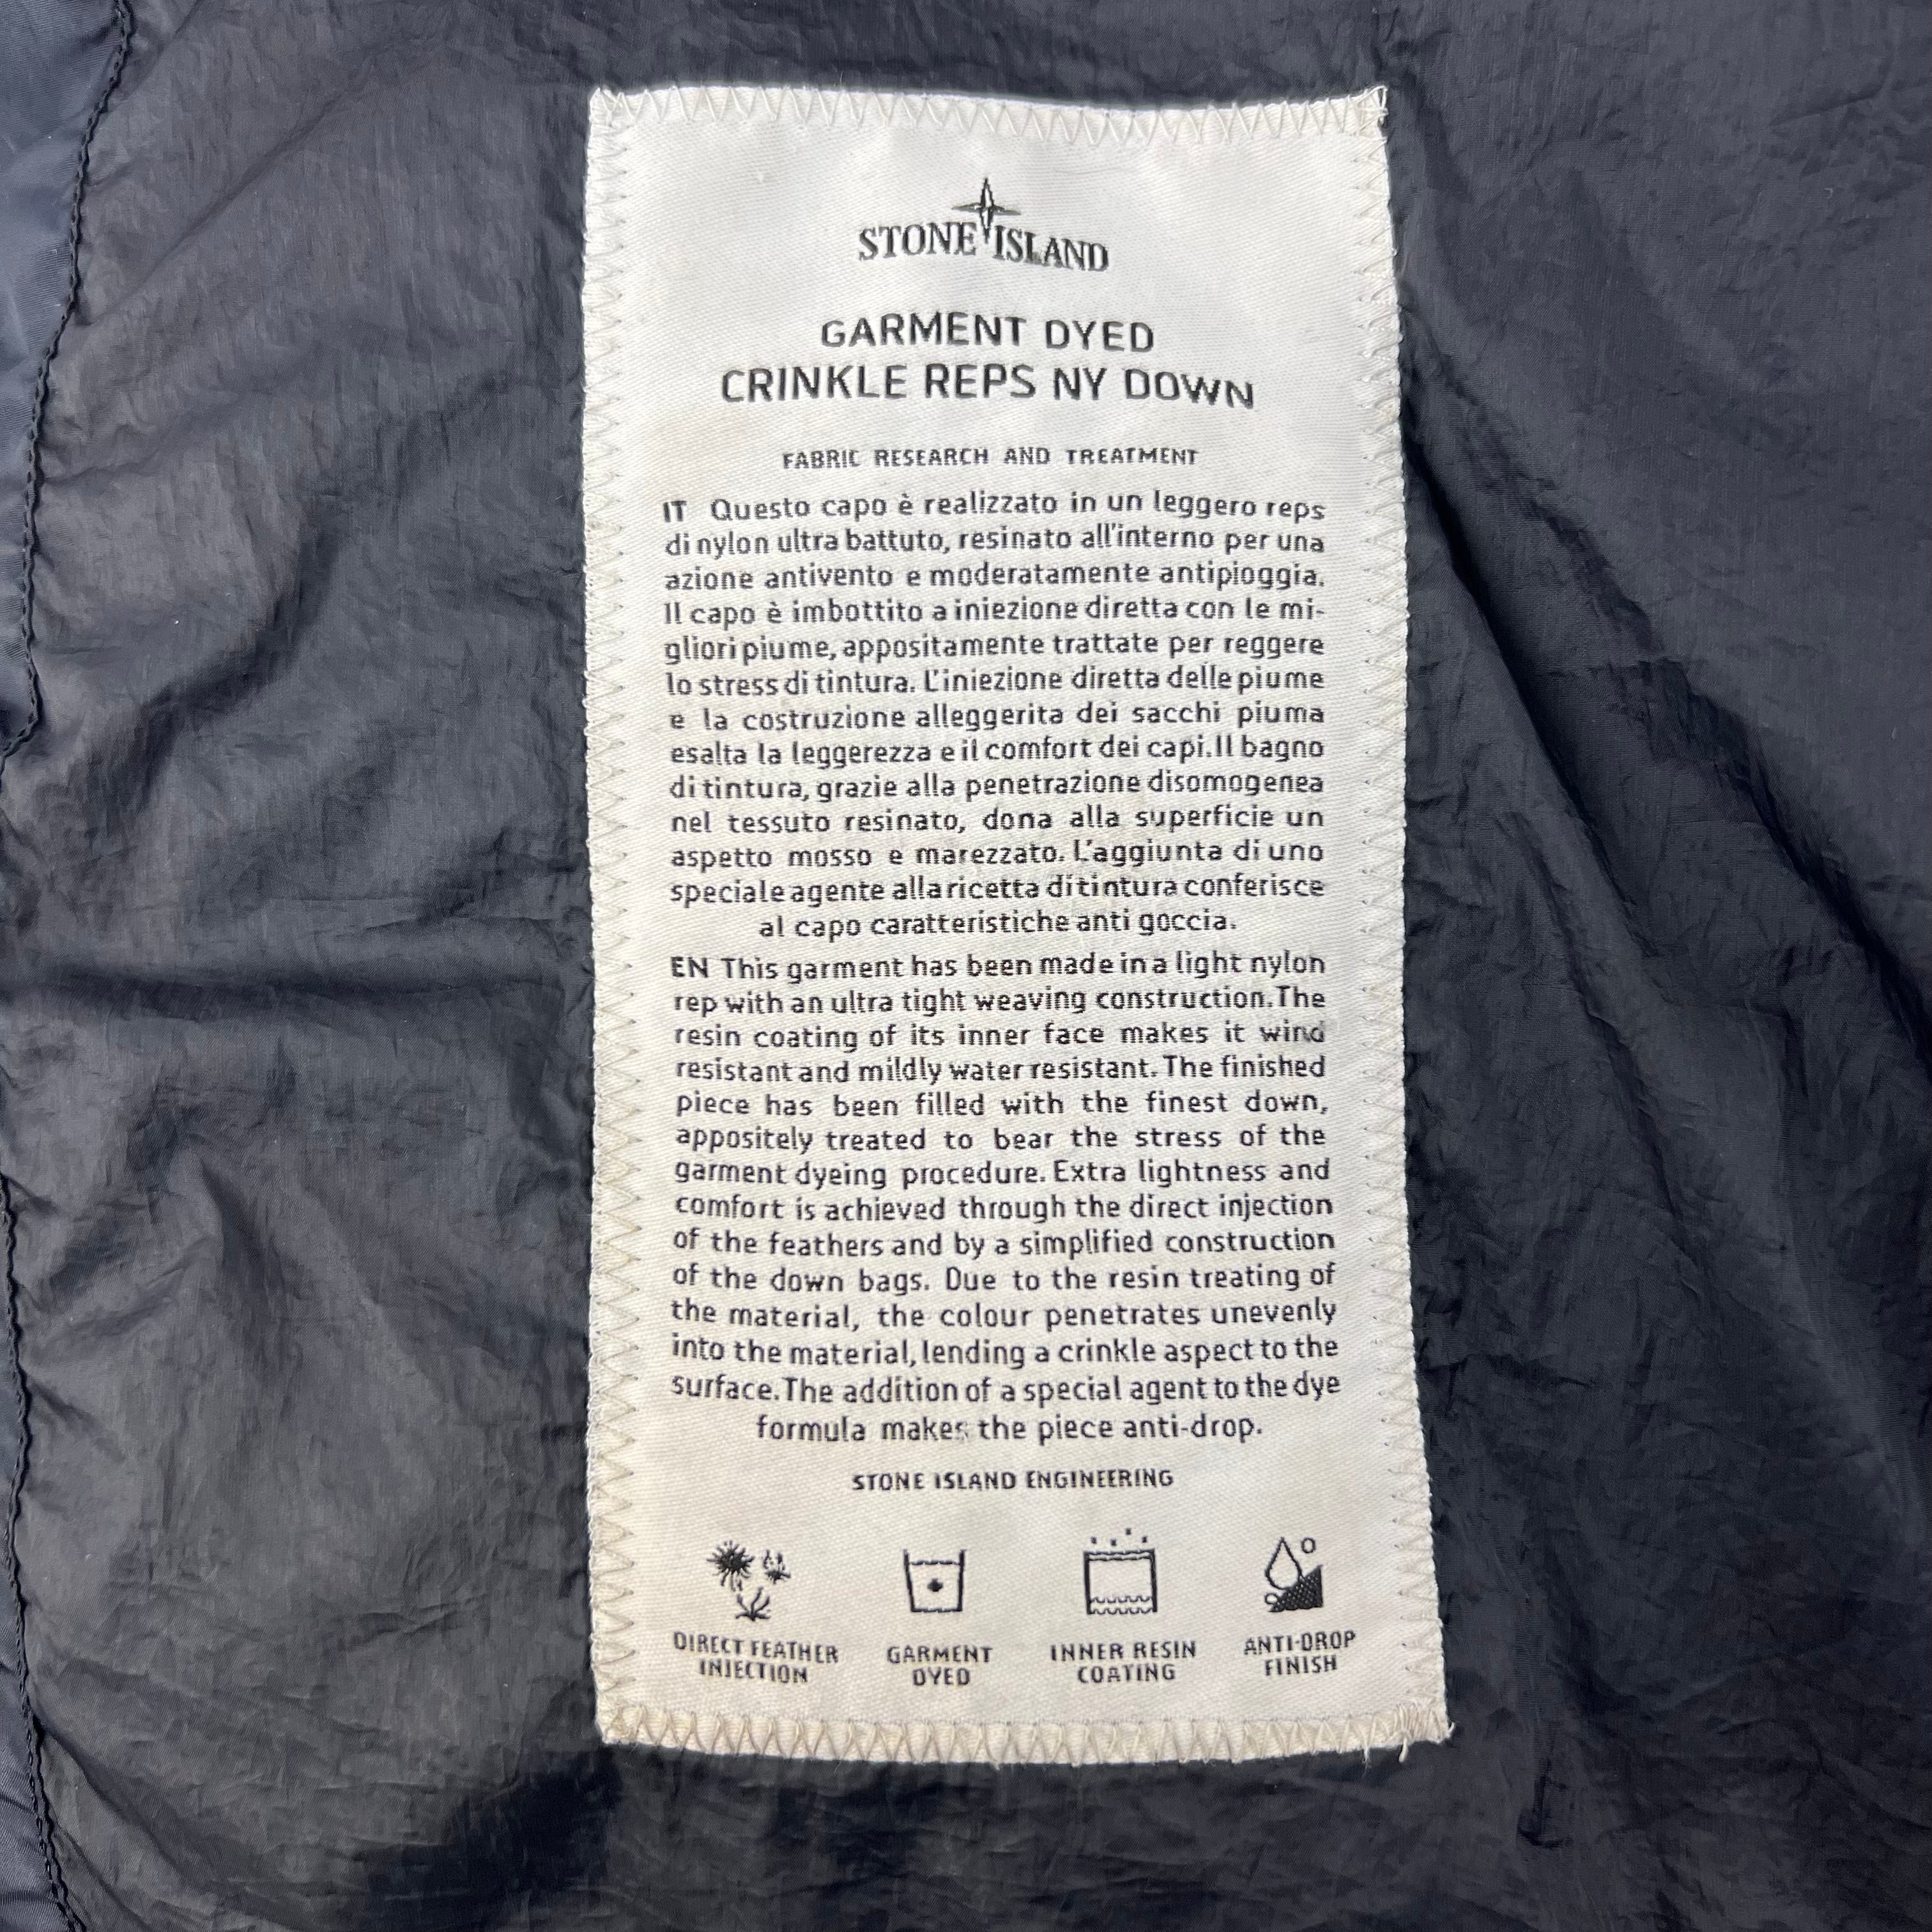 STONE ISLAND
GARMENT DYED
CRINKLE REPS NY DOWN
FABRIC RESEARCH AND TREATMENT
IT Questo capo è realizzato in un leggero reps
di nylon ultra battuto, resinato all'interno per una
azione antivento e moderatamente antipioggia.
Il capo è imbottito a iniezione diretta con le mi-
gliori piume, appositamente trattate per reggere
lo stress di tintura. L'iniezione diretta delle piume
e la costruzione alleggerita dei sacchi piuma
esalta la leggerezza e il comfort dei capi. Il bagno
di tintura, grazie alla penetrazione disomogenea
nel tessuto resinato, dona alla superficie un
aspetto mosso e marezzato. L'aggiunta di uno
speciale agente alla ricetta di tintura conferisce
al capo caratteristiche anti goccia.
EN This garment has been made in a light nylon
rep with an ultra tight weaving construction. The
resin coating of its inner face makes it wind
resistant and mildly water resistant. The finished
piece has been filled with the finest down,
appositely treated to bear the stress of the
garment dyeing procedure. Extra lightness and
comfort is achieved through the direct injection
of the feathers and by a simplified construction
of the down bags. Due to the resin treating of
the material, the colour penetrates unevenly
into the material, lending a crinkle aspect to the
surface. The addition of a special agent to the dye
formula makes the piece anti-drop.
STONE ISLAND ENGINEERING
DIRECT FEATHER
INJECTION
GARMENT
DYED
INNER RESIN
COATING
ANTI-DROP
FINISH